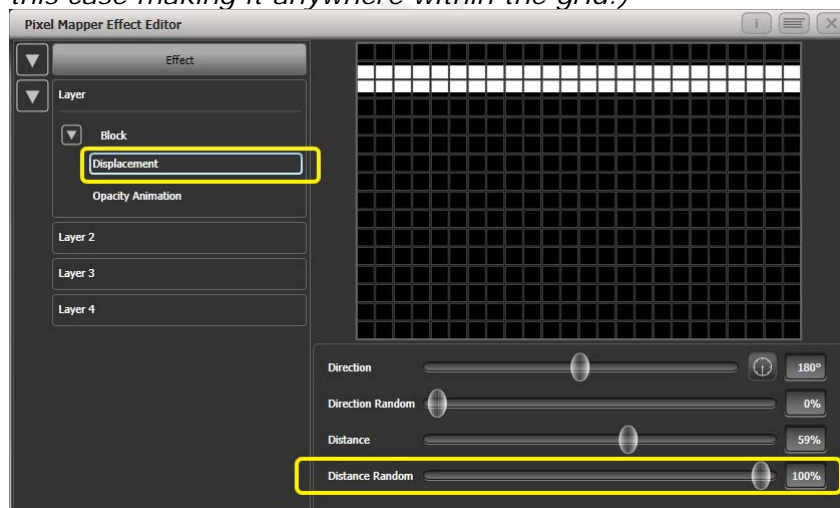 this case making it anywhere within the grid.)
Pixel Mapper Effect Editor
Effect
Layer
Block
Displacement
Opacity Animation
Layer 2
Layer 3
Layer 4
Direction 180°
Direction Random 0%
Distance 59%
Distance Random 100%